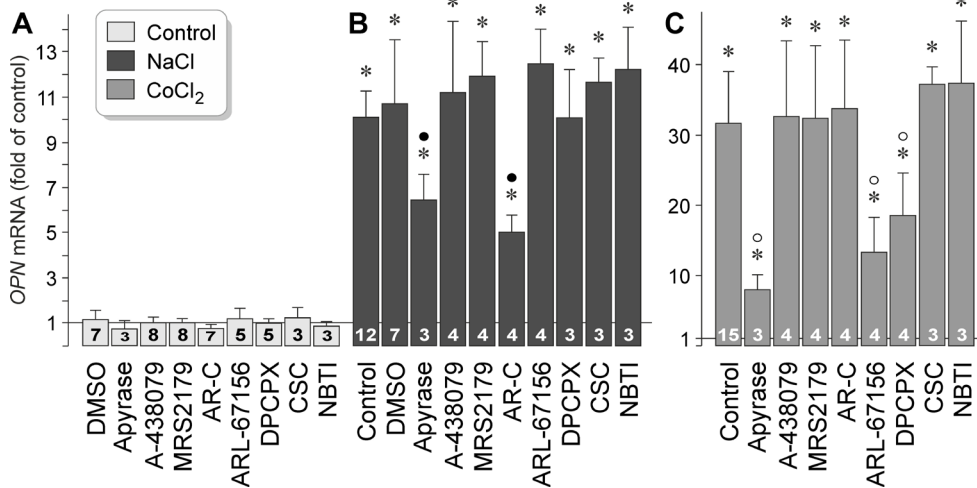 A
B
C
Control
NaCl
CoCl2
OPN mRNA (fold of control)
13
11
9
7
5
3
1
40
30
20
10
1
* * * * * * * * *
● ●
* *
* * * * * *
○ ○ ○
* * *
7 3 8 8 7 5 5 3 3
12 7 3 4 4 4 4 3 3 3
15 3 4 4 4 4 4 3 3
DMSO
Apyrase
A-438079
MRS2179
AR-C
ARL-67156
DPCPX
CSC
NBTI
Control
DMSO
Apyrase
A-438079
MRS2179
AR-C
ARL-67156
DPCPX
CSC
NBTI
Control
Apyrase
A-438079
MRS2179
AR-C
ARL-67156
DPCPX
CSC
NBTI